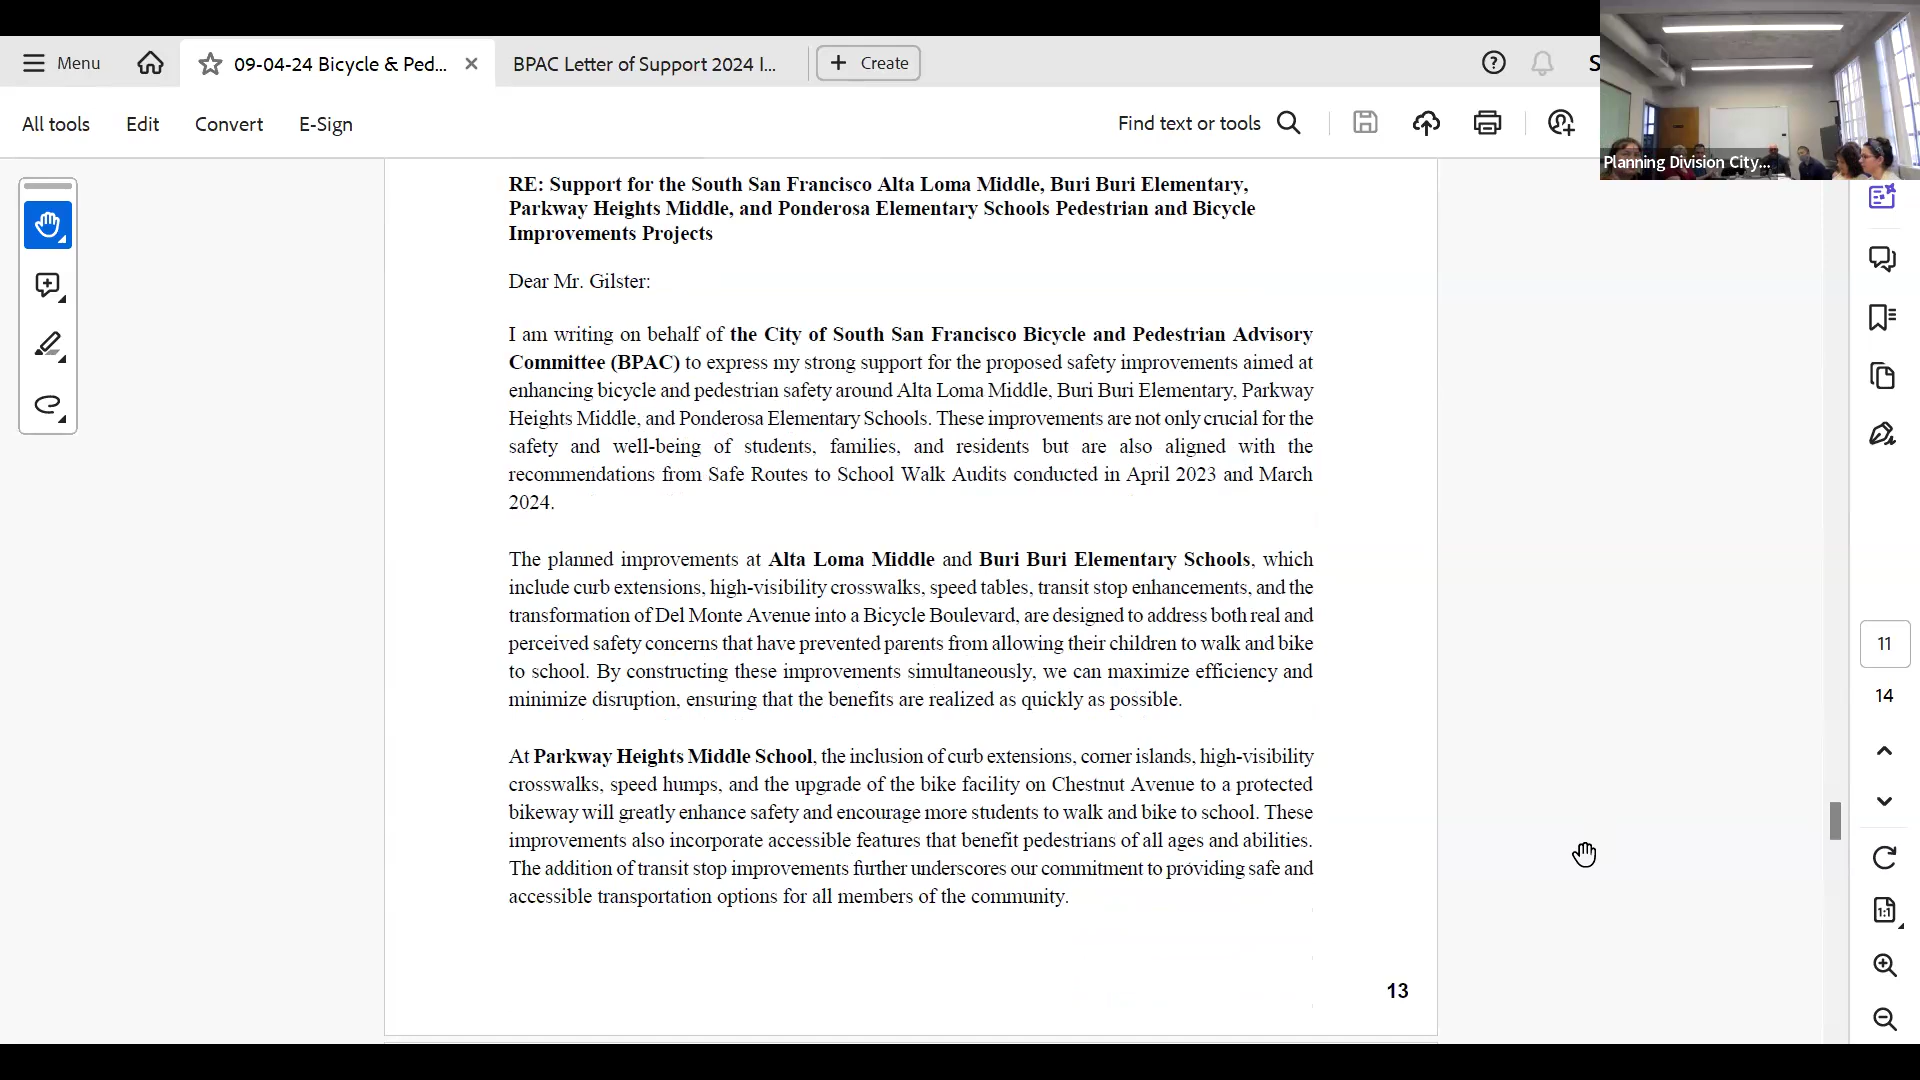 Menu
09-04-24 Bicycle & Ped...
BPAC Letter of Support 2024 I...
Create
S
All tools
Edit
Convert
E-Sign
Find text or tools
Planning Division City...
RE: Support for the South San Francisco Alta Loma Middle, Buri Buri Elementary,
Parkway Heights Middle, and Ponderosa Elementary Schools Pedestrian and Bicycle
Improvements Projects
Dear Mr. Gilster:
I am writing on behalf of the City of South San Francisco Bicycle and Pedestrian Advisory
Committee (BPAC) to express my strong support for the proposed safety improvements aimed at
enhancing bicycle and pedestrian safety around Alta Loma Middle, Buri Buri Elementary, Parkway
Heights Middle, and Ponderosa Elementary Schools. These improvements are not only crucial for the
safety and well-being of students, families, and residents but are also aligned with the
recommendations from Safe Routes to School Walk Audits conducted in April 2023 and March
2024.
The planned improvements at Alta Loma Middle and Buri Buri Elementary Schools, which
include curb extensions, high-visibility crosswalks, speed tables, transit stop enhancements, and the
transformation of Del Monte Avenue into a Bicycle Boulevard, are designed to address both real and
perceived safety concerns that have prevented parents from allowing their children to walk and bike
to school. By constructing these improvements simultaneously, we can maximize efficiency and
minimize disruption, ensuring that the benefits are realized as quickly as possible.
At Parkway Heights Middle School, the inclusion of curb extensions, corner islands, high-visibility
crosswalks, speed humps, and the upgrade of the bike facility on Chestnut Avenue to a protected
bikeway will greatly enhance safety and encourage more students to walk and bike to school. These
improvements also incorporate accessible features that benefit pedestrians of all ages and abilities.
The addition of transit stop improvements further underscores our commitment to providing safe and
accessible transportation options for all members of the community.
13
11
14
1:1